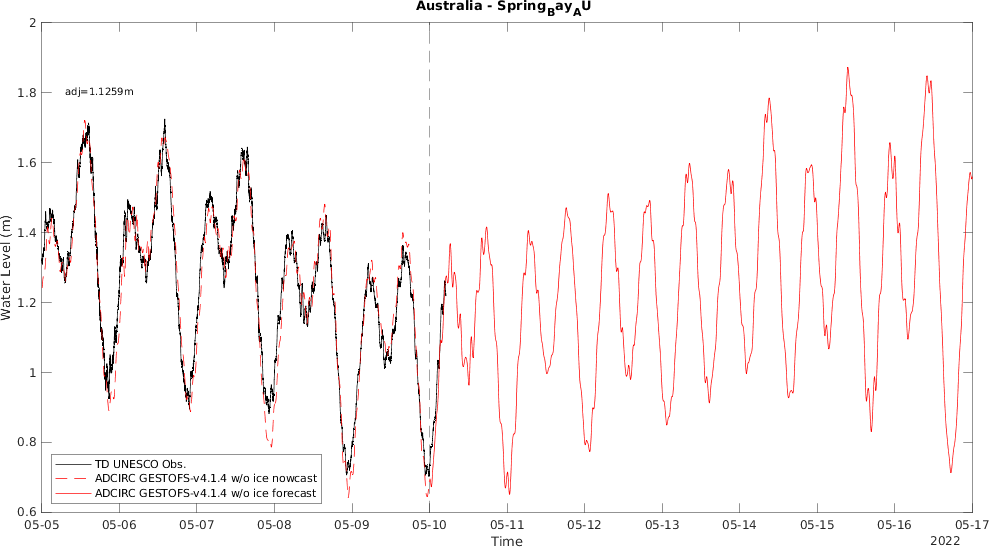 Australia - SpringBayAU
2
1.8
1.6
1.4
1.2
1
0.8
0.6
adj=1.1259m
Water Level (m)
TD UNESCO Obs.
ADCIRC GESTOFS-v4.1.4 w/o ice nowcast
ADCIRC GESTOFS-v4.1.4 w/o ice forecast
05-05 05-06 05-07 05-08 05-09 05-10 05-11 05-12 05-13 05-14 05-15 05-16 05-17
Time
2022